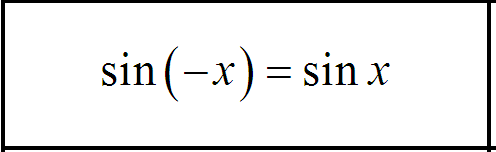 sin(−x) = sin x